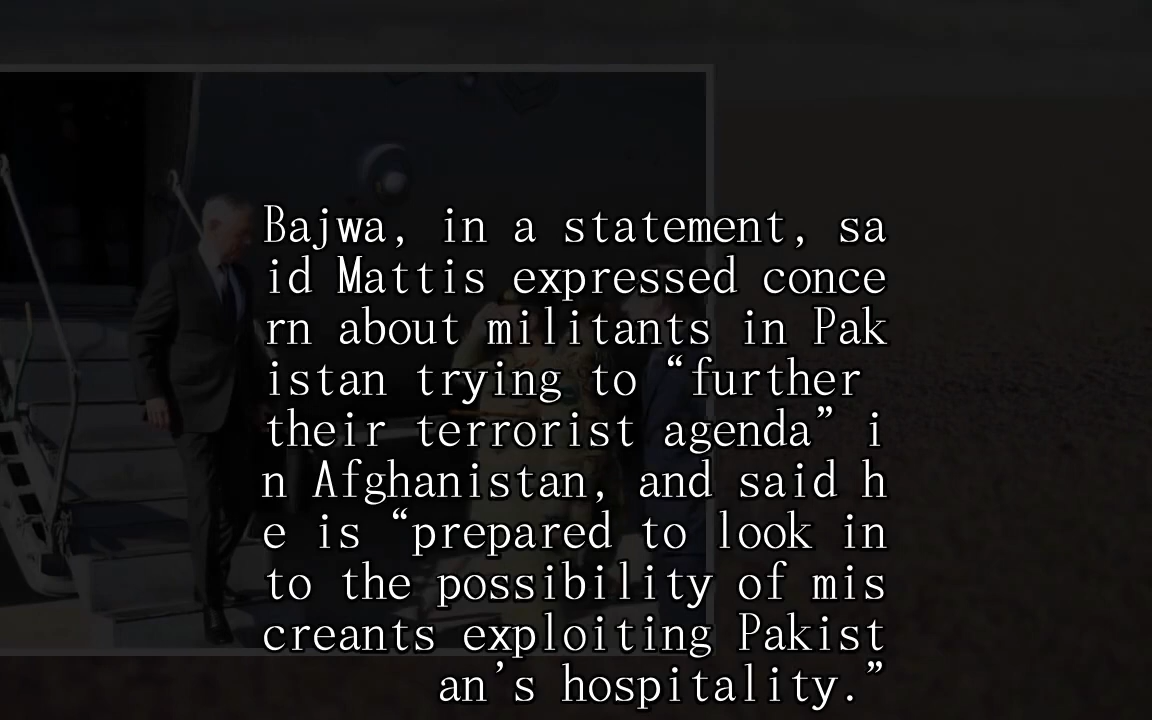 Bajwa, in a statement, sa
id Mattis expressed conce
rn about militants in Pak
istan trying to “further
their terrorist agenda” i
n Afghanistan, and said h
e is “prepared to look in
to the possibility of mis
creants exploiting Pakist
an’s hospitality.”